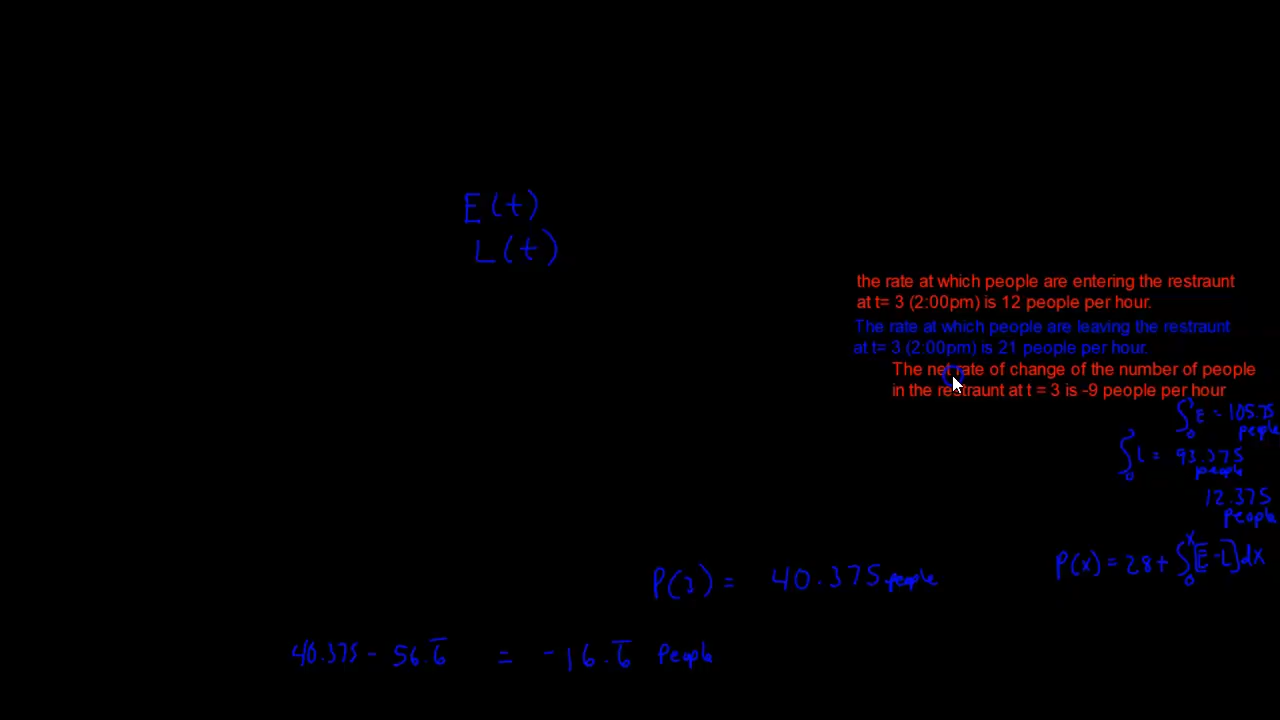 E(t)
L(t)
the rate at which people are entering the restraunt
at t= 3 (2:00pm) is 12 people per hour.
The rate at which people are leaving the restraunt
at t= 3 (2:00pm) is 21 people per hour.
The net rate of change of the number of people
in the restraunt at t = 3 is -9 people per hour
∫₀³ E = 105.75
people
∫₀³ L = 93.375
people
12.375
people
P(x) = 28 + ∫₀ˣ [E - L] dx
P(3) = 40.375 people
40.375 - 56.6̅ = -16.6̅ People